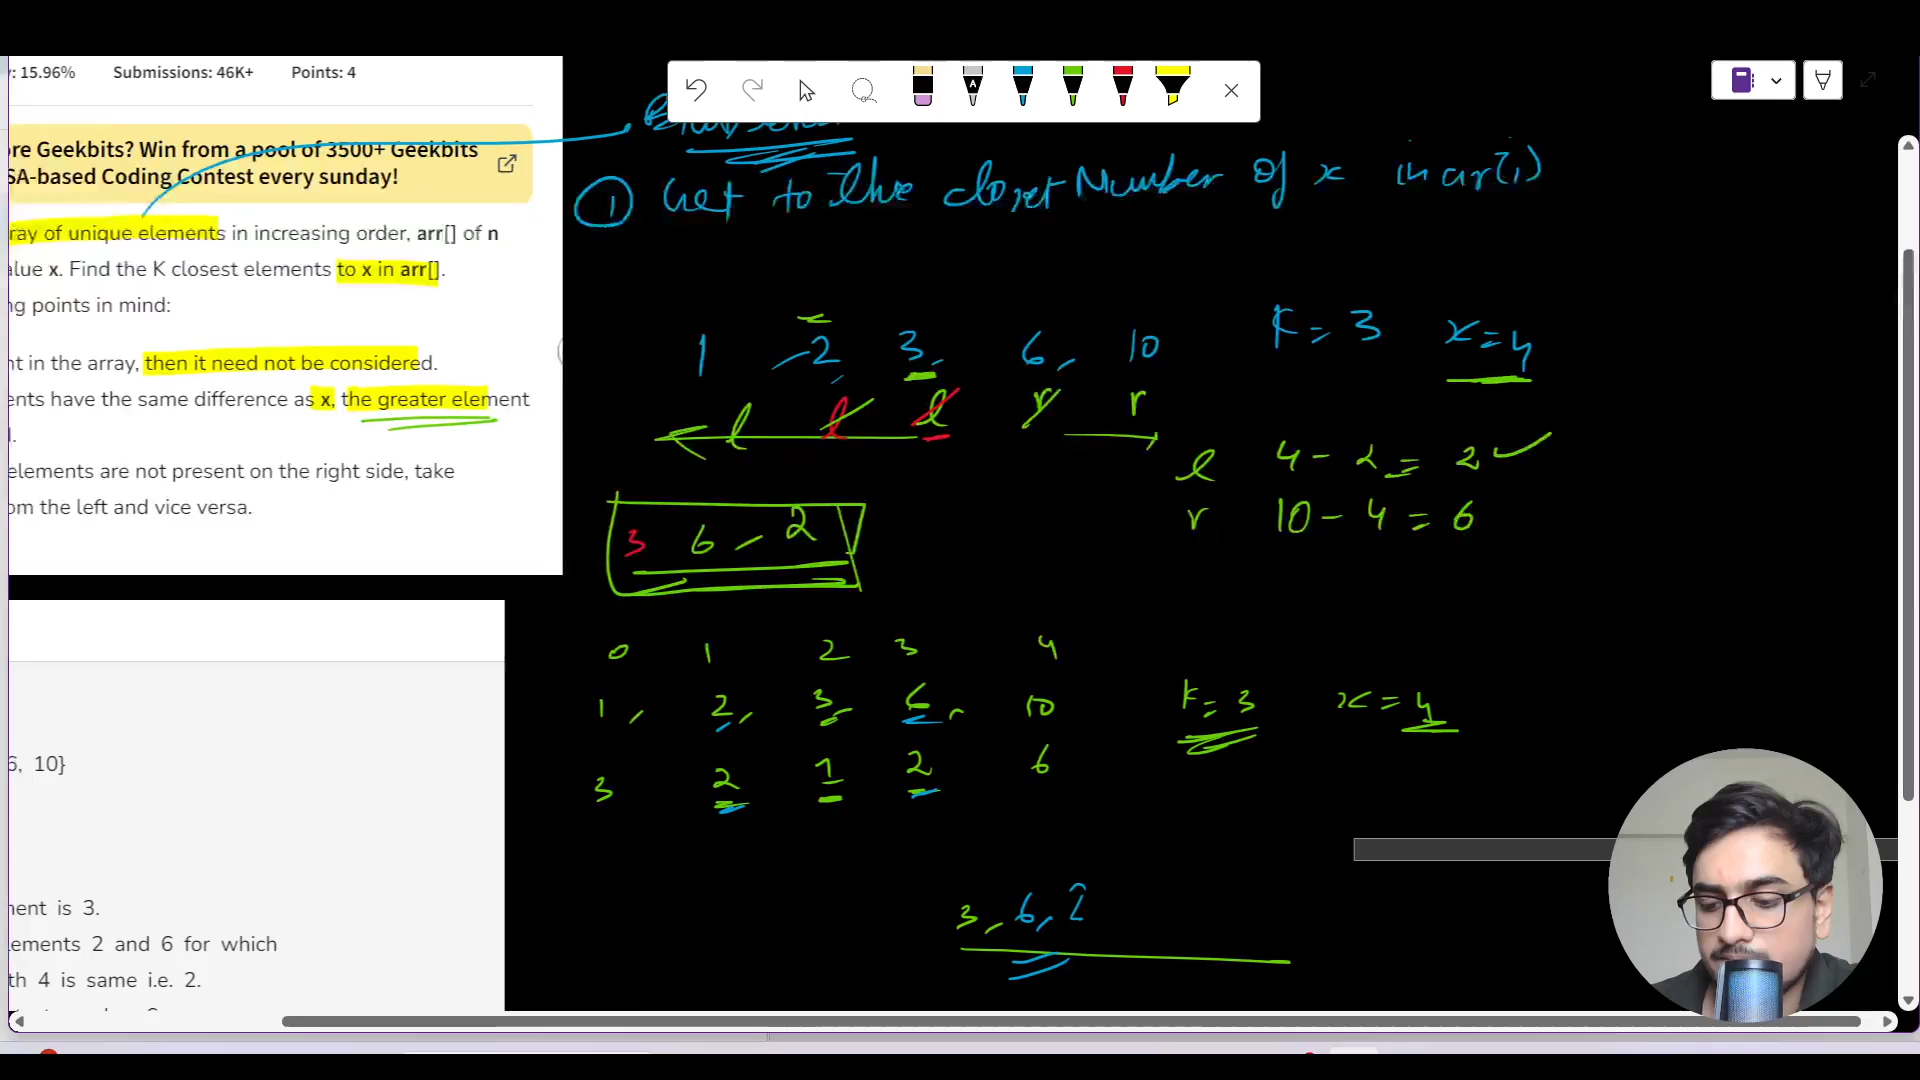 y: 15.96% Submissions: 46K+ Points: 4
re Geekbits? Win from a pool of 3500+ Geekbits
SA-based Coding Contest every sunday!
ray of unique elements in increasing order, arr[] of n
alue x. Find the K closest elements to x in arr[].
ng points in mind:
nt in the array, then it need not be considered.
ents have the same difference as x, the greater element
d.
elements are not present on the right side, take
om the left and vice versa.
6, 10}
nent is 3.
lements 2 and 6 for which
th 4 is same i.e. 2.
A
① Get to the closet Number of x in arr(i)
1 2 3, 6, 10 K = 3 x = 4
l l l r r
l 4 - 2 = 2
r 10 - 4 = 6
3 6, 2
0 1 2 3 4
1, 2, 3, 6, 10 K = 3 x = 4
3 2 1 2 6
3, 6, 2